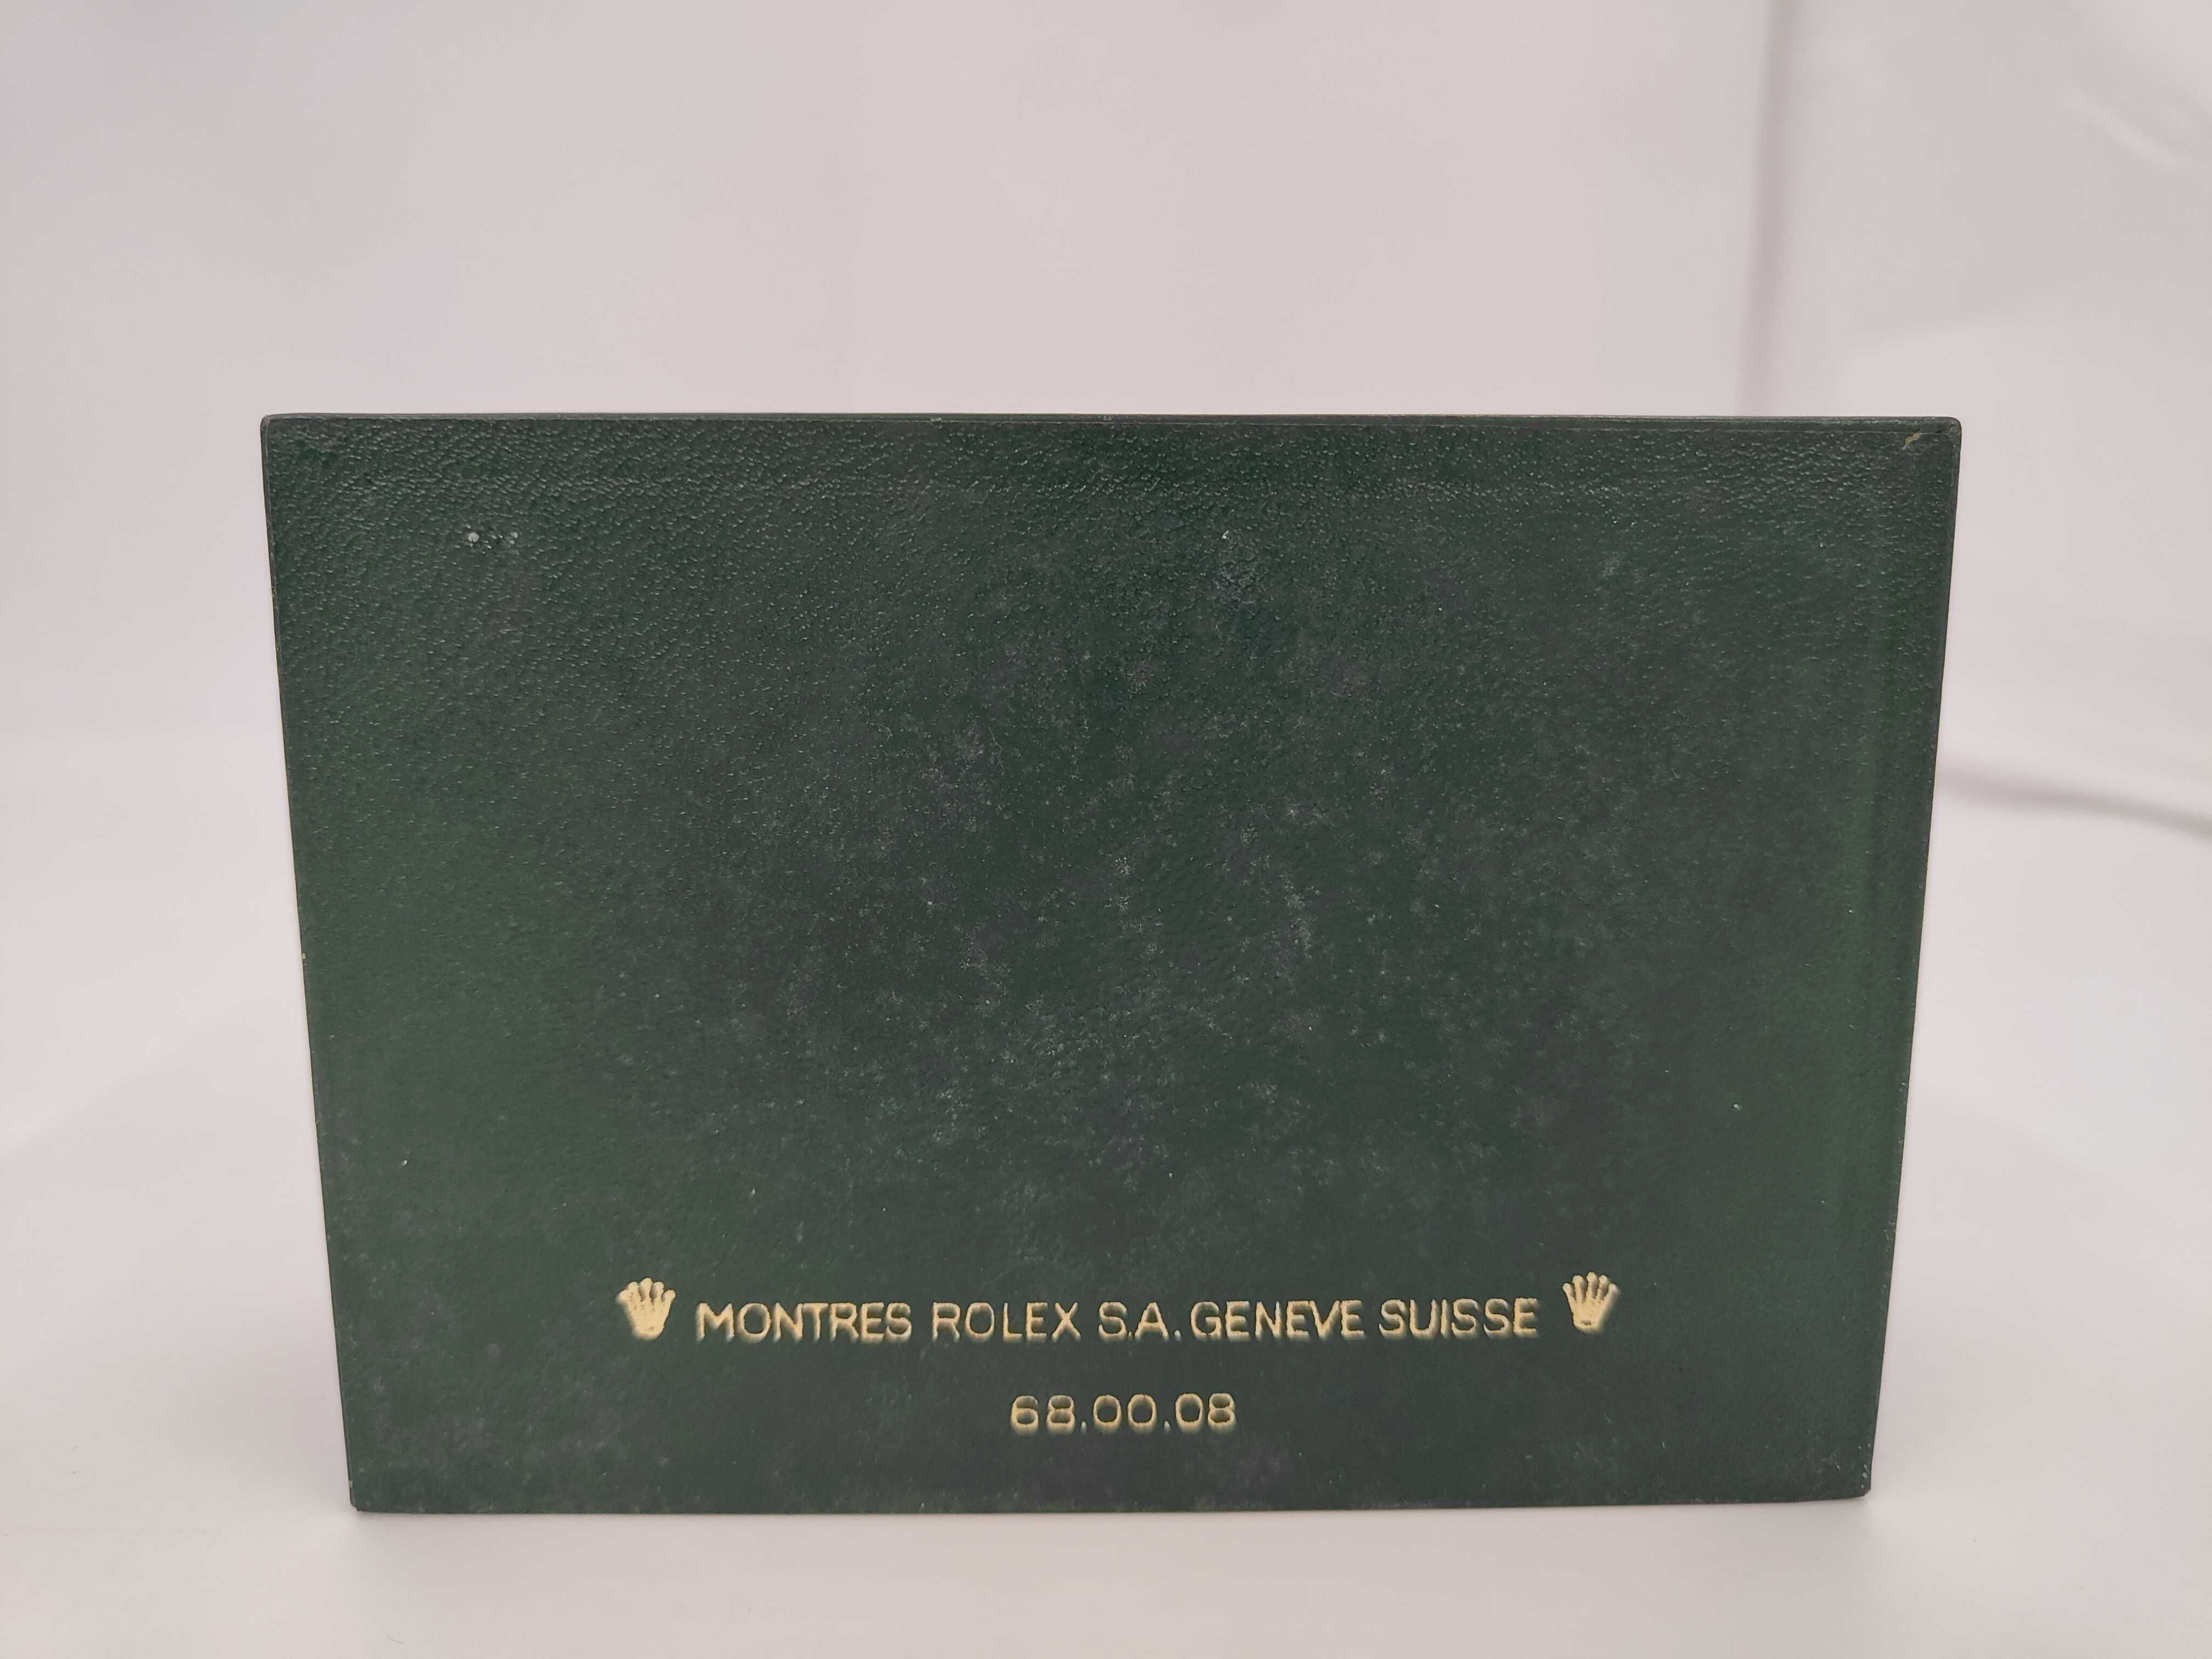 MONTRES ROLEX S.A. GENEVE SUISSE
68.00.08